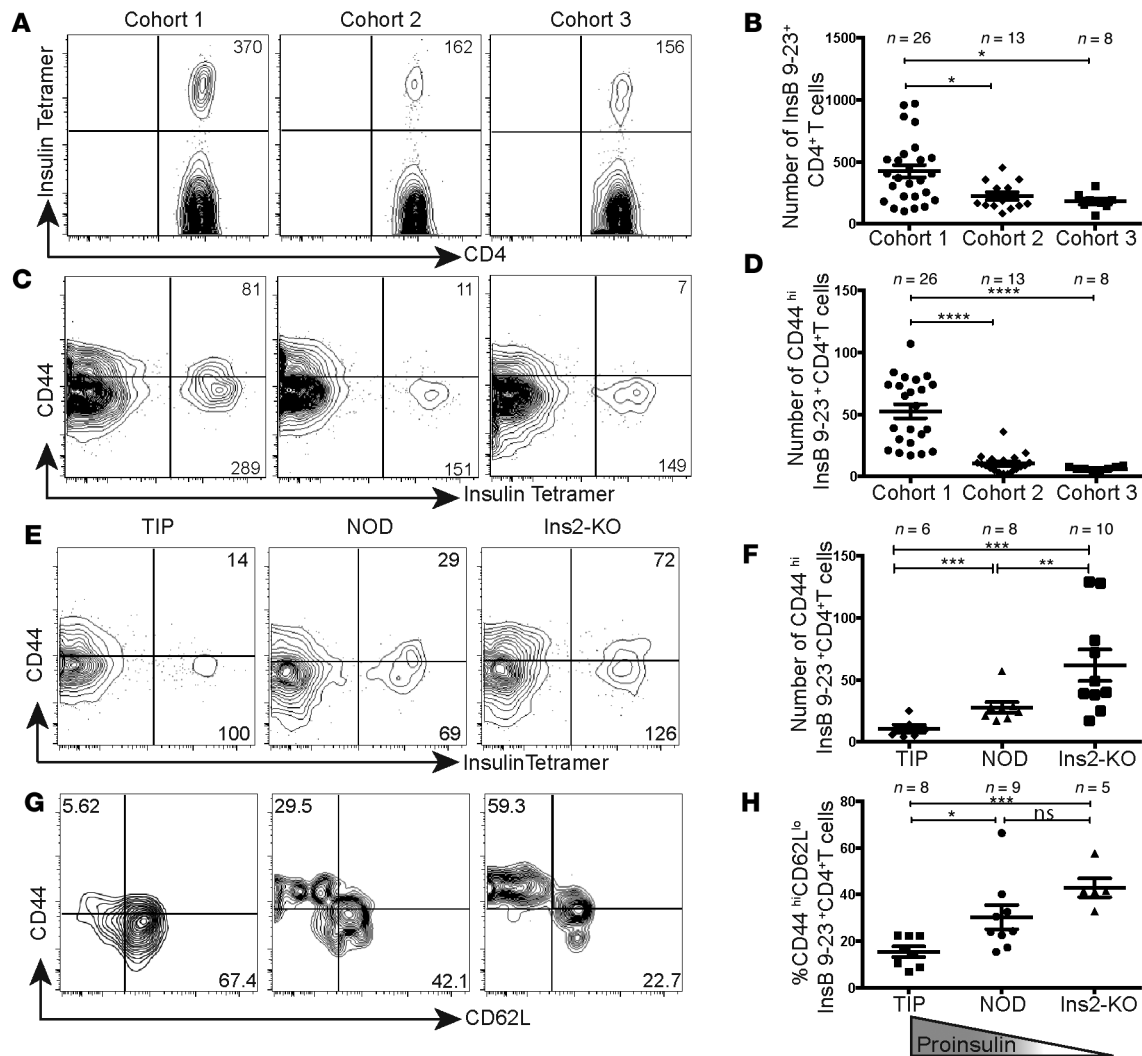 A
Cohort 1
Cohort 2
Cohort 3
370
162
156
Insulin Tetramer
CD4
B
n = 26
n = 13
n = 8
*
*
Number of InsB 9-23+
CD4+ T cells
1500
1000
500
0
Cohort 1
Cohort 2
Cohort 3
C
81
11
7
CD44
289
151
149
Insulin Tetramer
D
n = 26
n = 13
n = 8
****
****
Number of CD44 hi
InsB 9-23+ CD4+T cells
150
100
50
0
Cohort 1
Cohort 2
Cohort 3
E
TIP
NOD
Ins2-KO
14
29
72
CD44
100
69
126
InsulinTetramer
F
n = 6
n = 8
n = 10
***
***
**
Number of CD44 hi
InsB 9-23 +CD4+T cells
150
100
50
0
TIP
NOD
Ins2-KO
G
5.62
29.5
59.3
CD44
67.4
42.1
22.7
CD62L
H
n = 8
n = 9
n = 5
***
*
ns
%CD44 hiCD62Llo
InsB 9-23 +CD4+T cells
80
60
40
20
0
TIP
NOD
Ins2-KO
Proinsulin